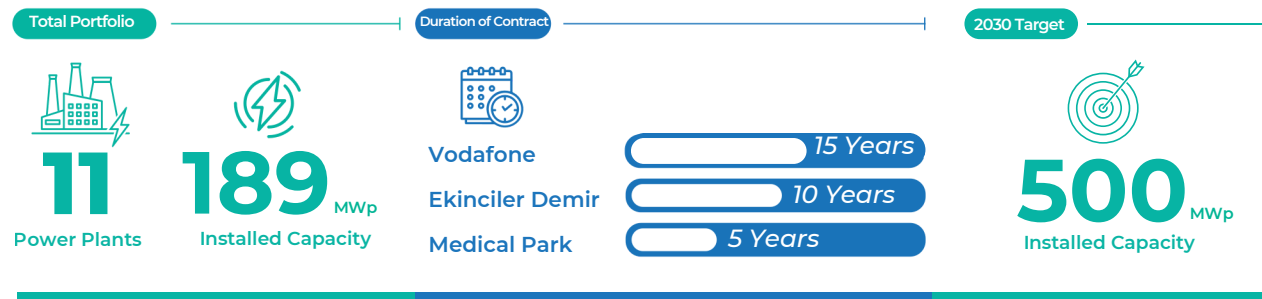 Total Portfolio
11
Power Plants
189 MWp
Installed Capacity
Duration of Contract
Vodafone 15 Years
Ekinciler Demir 10 Years
Medical Park 5 Years
2030 Target
500 MWp
Installed Capacity